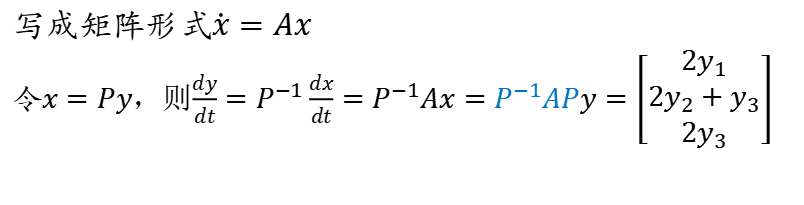 写成矩阵形式ẋ = Ax
令x = Py，则dy/dt = P⁻¹ dx/dt = P⁻¹Ax = P⁻¹APy = [2y₁; 2y₂ + y₃; 2y₃]